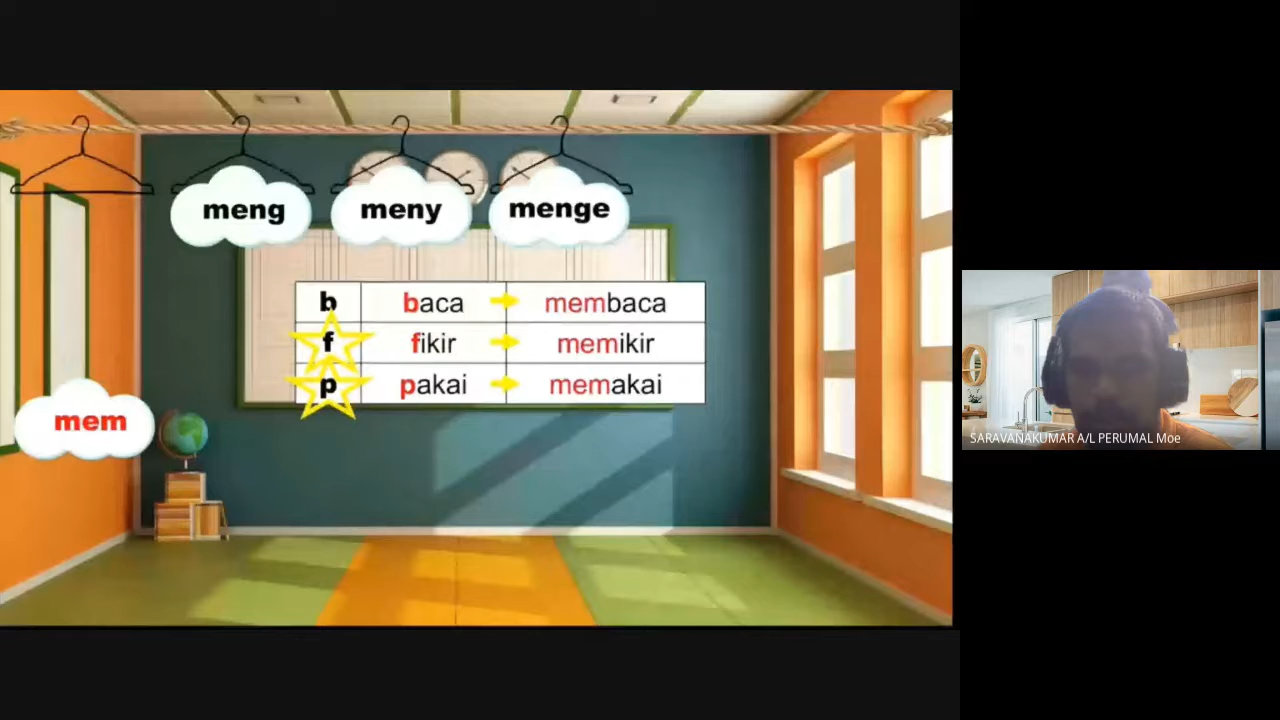 meng meny menge
b baca membaca
f fikir memikir
p pakai memakai
mem
SARAVANAKUMAR A/L PERUMAL Moe